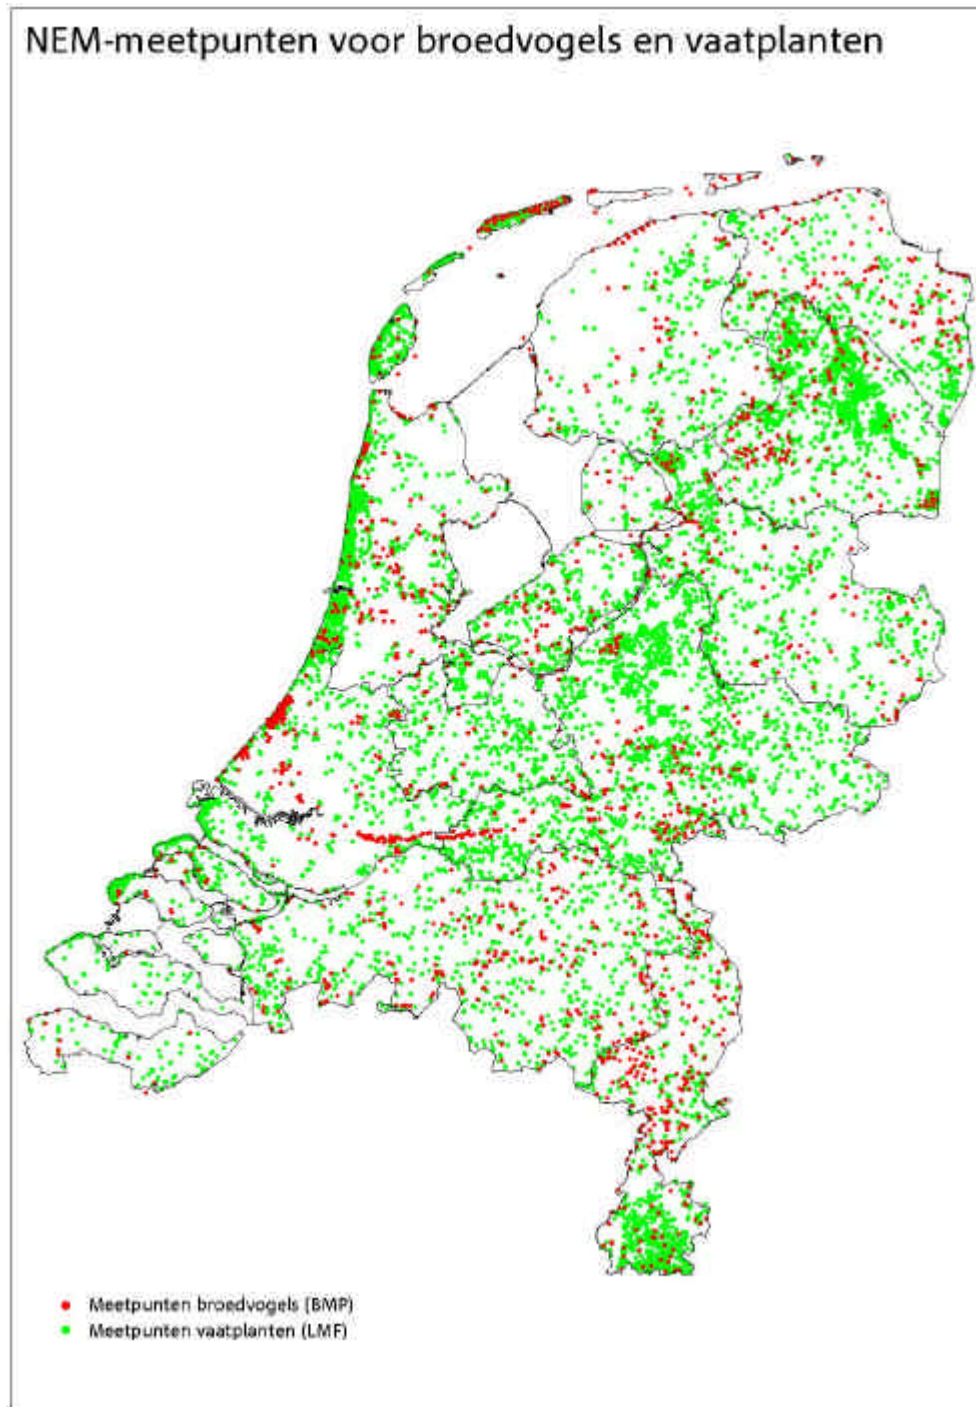 NEM-meetpunten voor broedvogels en vaatplanten
Meetpunten broedvogels (BMP)
Meetpunten vaatplanten (LMF)